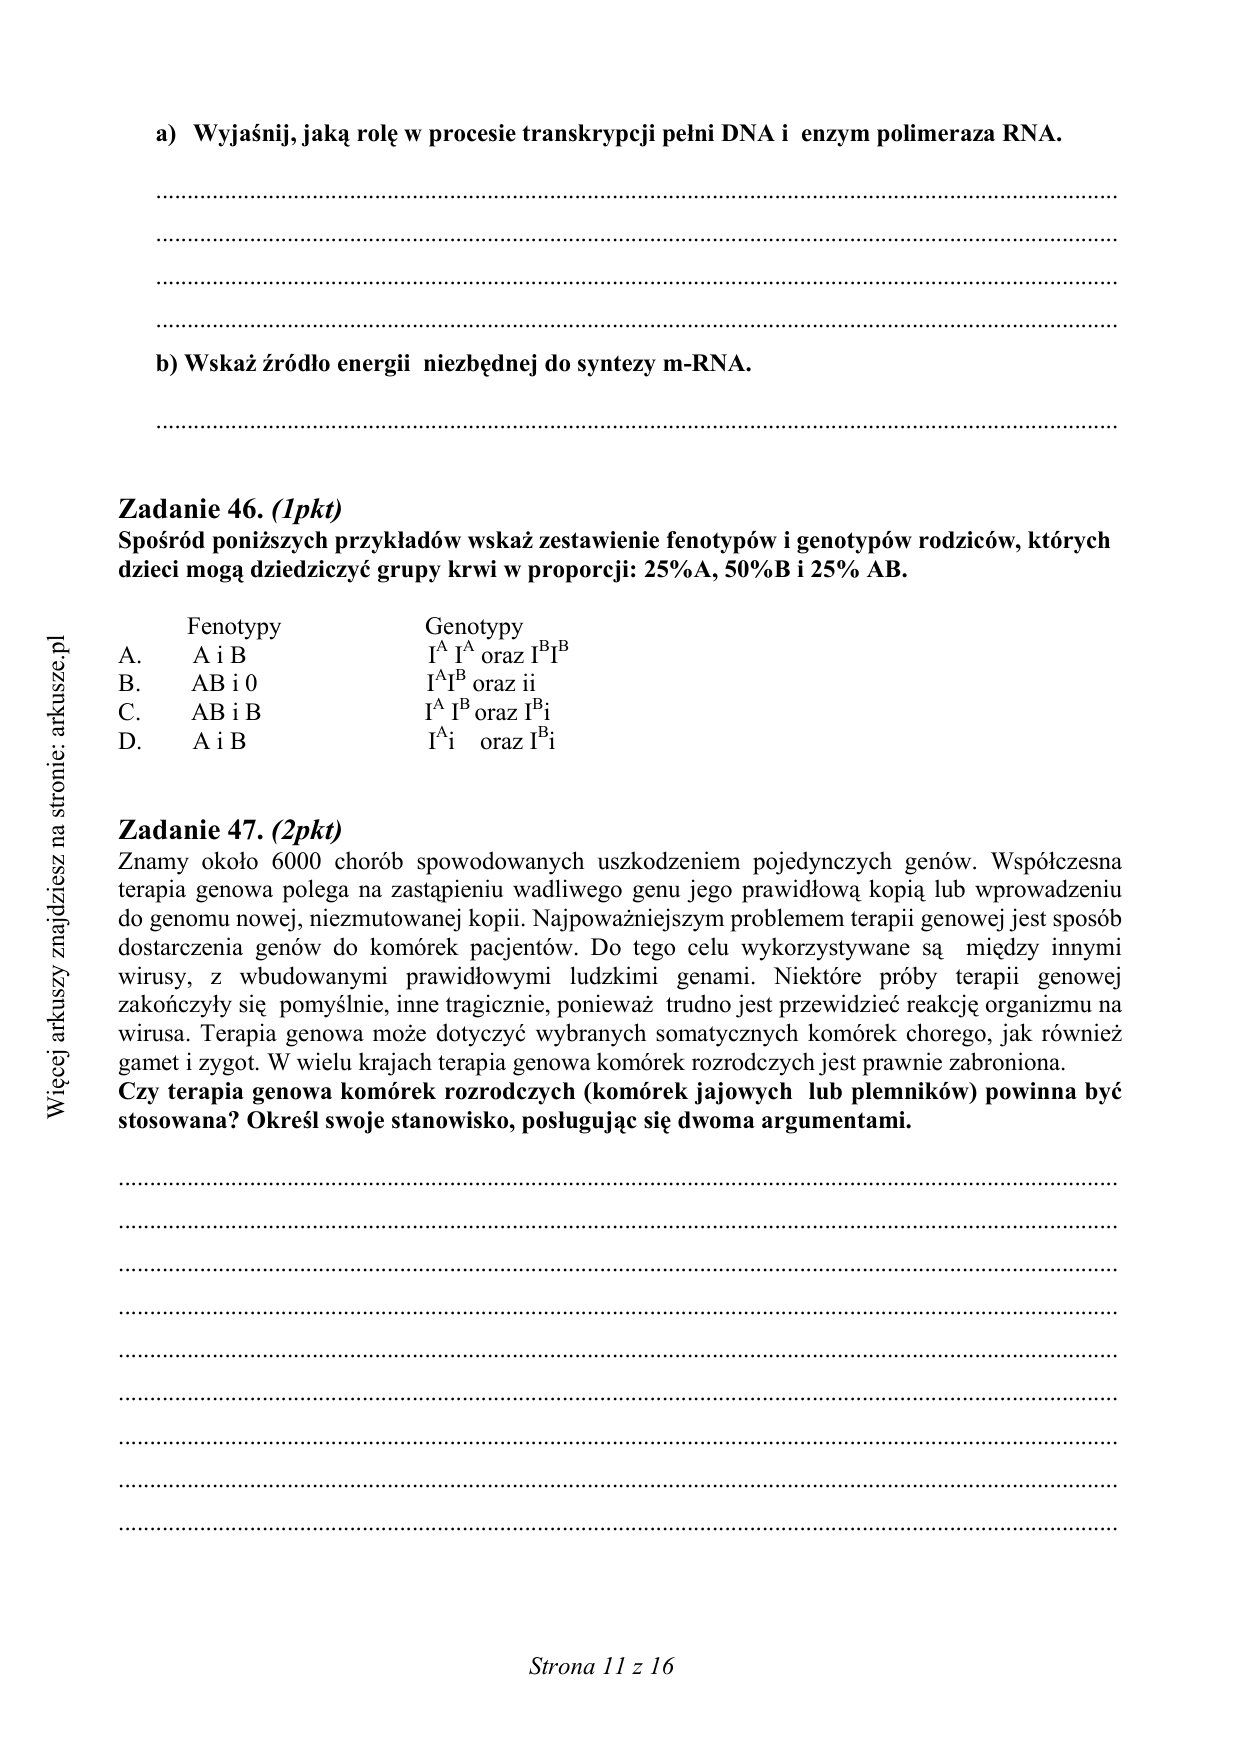 a) Wyjaśnij, jaką rolę w procesie transkrypcji pełni DNA i enzym polimeraza RNA.
..........................................................................................................................................................
..........................................................................................................................................................
..........................................................................................................................................................
..........................................................................................................................................................
b) Wskaż źródło energii niezbędnej do syntezy m-RNA.
..........................................................................................................................................................
Zadanie 46. (1pkt)
Spośród poniższych przykładów wskaż zestawienie fenotypów i genotypów rodziców, których
dzieci mogą dziedziczyć grupy krwi w proporcji: 25%A, 50%B i 25% AB.
Fenotypy Genotypy
A. A i B I^A I^A oraz I^BI^B
B. AB i 0 I^AI^B oraz ii
C. AB i B I^A I^B oraz I^Bi
D. A i B I^Ai oraz I^Bi
Zadanie 47. (2pkt)
Znamy około 6000 chorób spowodowanych uszkodzeniem pojedynczych genów. Współczesna
terapia genowa polega na zastąpieniu wadliwego genu jego prawidłową kopią lub wprowadzeniu
do genomu nowej, niezmutowanej kopii. Najpoważniejszym problemem terapii genowej jest sposób
dostarczenia genów do komórek pacjentów. Do tego celu wykorzystywane są między innymi
wirusy, z wbudowanymi prawidłowymi ludzkimi genami. Niektóre próby terapii genowej
zakończyły się pomyślnie, inne tragicznie, ponieważ trudno jest przewidzieć reakcję organizmu na
wirusa. Terapia genowa może dotyczyć wybranych somatycznych komórek chorego, jak również
gamet i zygot. W wielu krajach terapia genowa komórek rozrodczych jest prawnie zabroniona.
Czy terapia genowa komórek rozrodczych (komórek jajowych lub plemników) powinna być
stosowana? Określ swoje stanowisko, posługując się dwoma argumentami.
................................................................................................................................................................
................................................................................................................................................................
................................................................................................................................................................
................................................................................................................................................................
................................................................................................................................................................
................................................................................................................................................................
................................................................................................................................................................
................................................................................................................................................................
................................................................................................................................................................
Strona 11 z 16
Więcej arkuszy znajdziesz na stronie: arkusze.pl